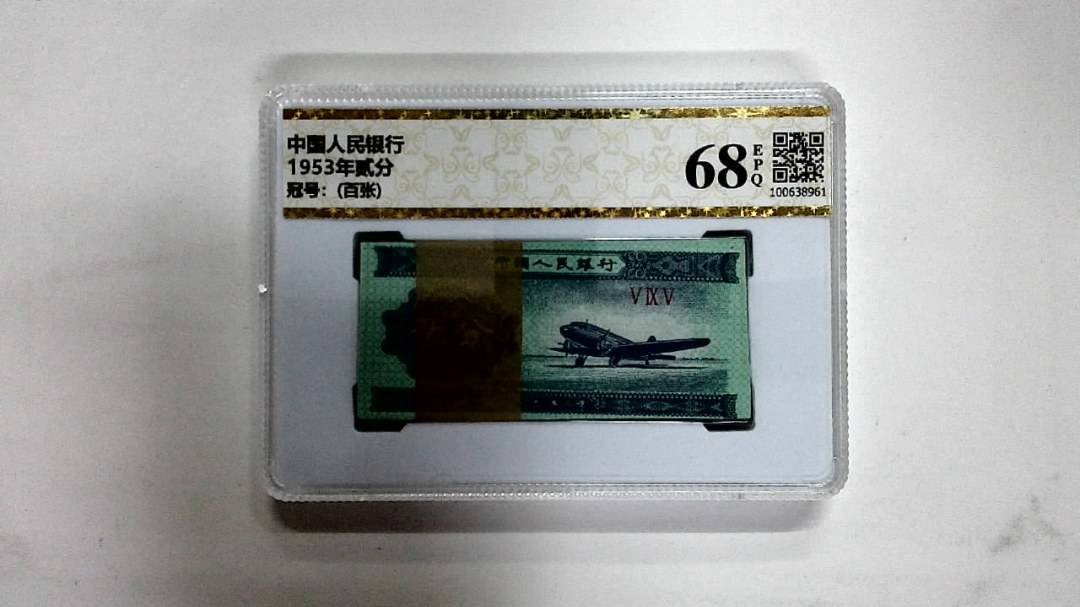 中国人民银行
1953年贰分
冠号：(百张)
68
EPQ
100638961
中国人民银行
V IX V